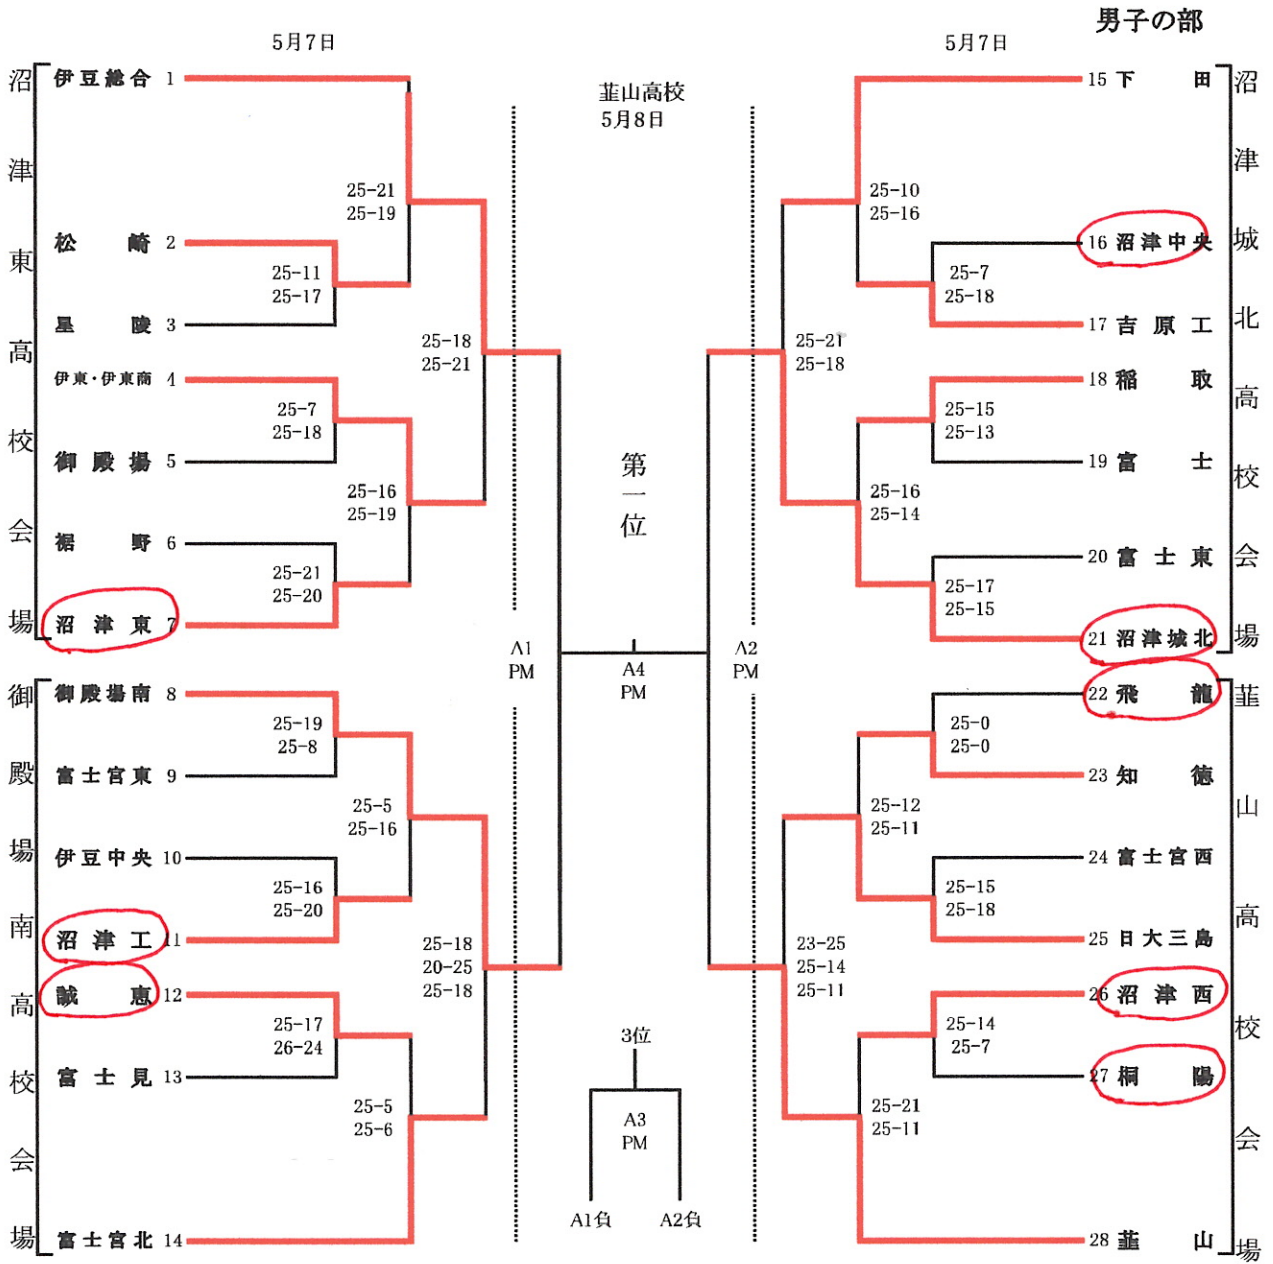 男子の部
5月7日
5月7日
韮山高校
5月8日
沼津東高校会場
伊豆総合 1
松崎 2
星陵 3
伊東・伊東商 4
御殿場 5
裾野 6
沼津東 7
25-21
25-19
25-11
25-17
25-18
25-21
25-7
25-18
25-16
25-19
25-21
25-20
御殿場南高校会場
御殿場南 8
富士宮東 9
伊豆中央 10
沼津工 11
誠恵 12
富士見 13
富士宮北 14
25-19
25-8
25-5
25-16
25-16
25-20
25-18
20-25
25-18
25-17
26-24
25-5
25-6
第一位
A1
PM
A4
PM
A2
PM
3位
A3
PM
A1負
A2負
沼津城北高校会場
15 下田
16 沼津中央
17 吉原工
18 稲取
19 富士
20 富士東
21 沼津城北
25-10
25-16
25-7
25-18
25-21
25-18
25-15
25-13
25-16
25-14
25-17
25-15
韮山高校会場
22 飛龍
23 知徳
24 富士宮西
25 日大三島
26 沼津西
27 桐陽
28 韮山
25-0
25-0
25-12
25-11
25-15
25-18
23-25
25-14
25-11
25-14
25-7
25-21
25-11